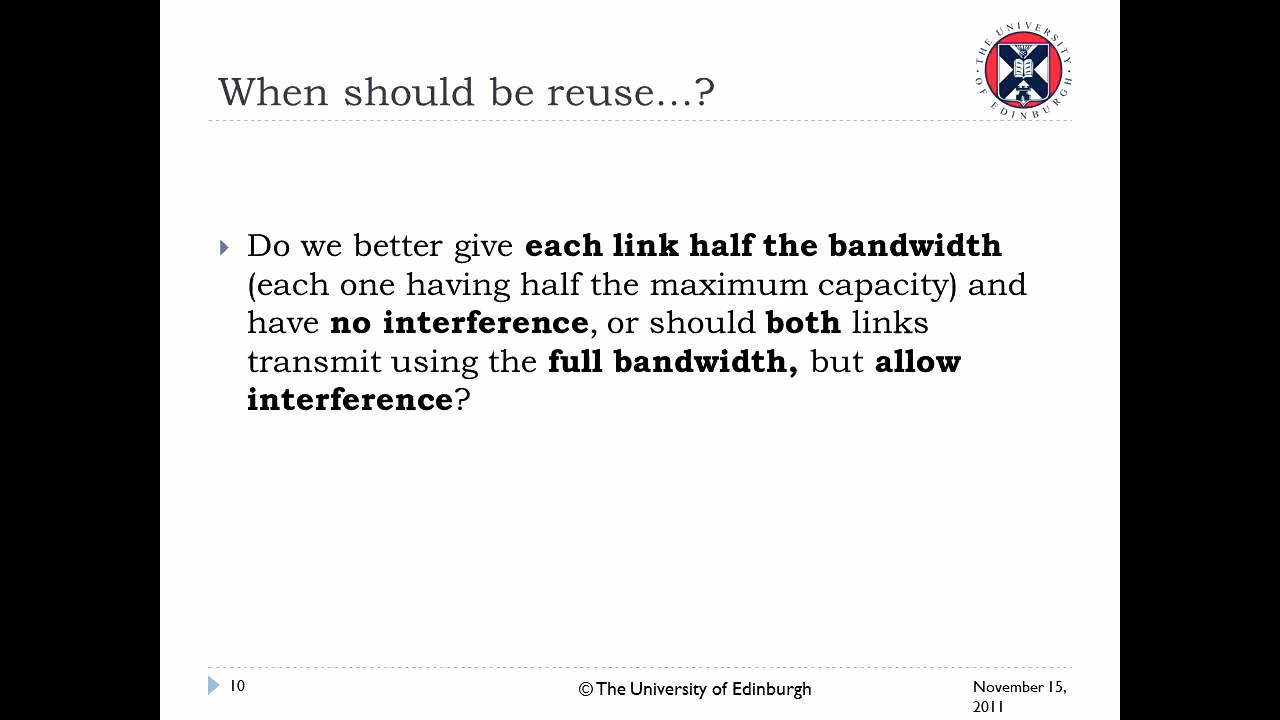 When should be reuse...?
THE UNIVERSITY OF EDINBURGH
Do we better give each link half the bandwidth
(each one having half the maximum capacity) and
have no interference, or should both links
transmit using the full bandwidth, but allow
interference?
10
© The University of Edinburgh
November 15,
2011